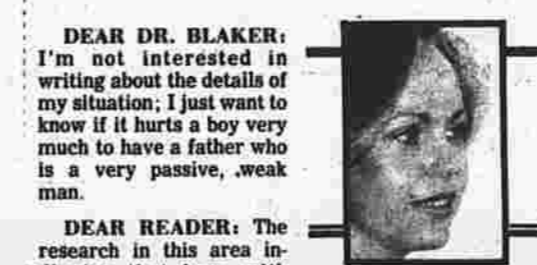 DEAR DR. BLAKER:
I'm not interested in
writing about the details of
my situation; I just want to
know if it hurts a boy very
much to have a father who
is a very passive, .weak
man.
DEAR READER: The
research in this area in-